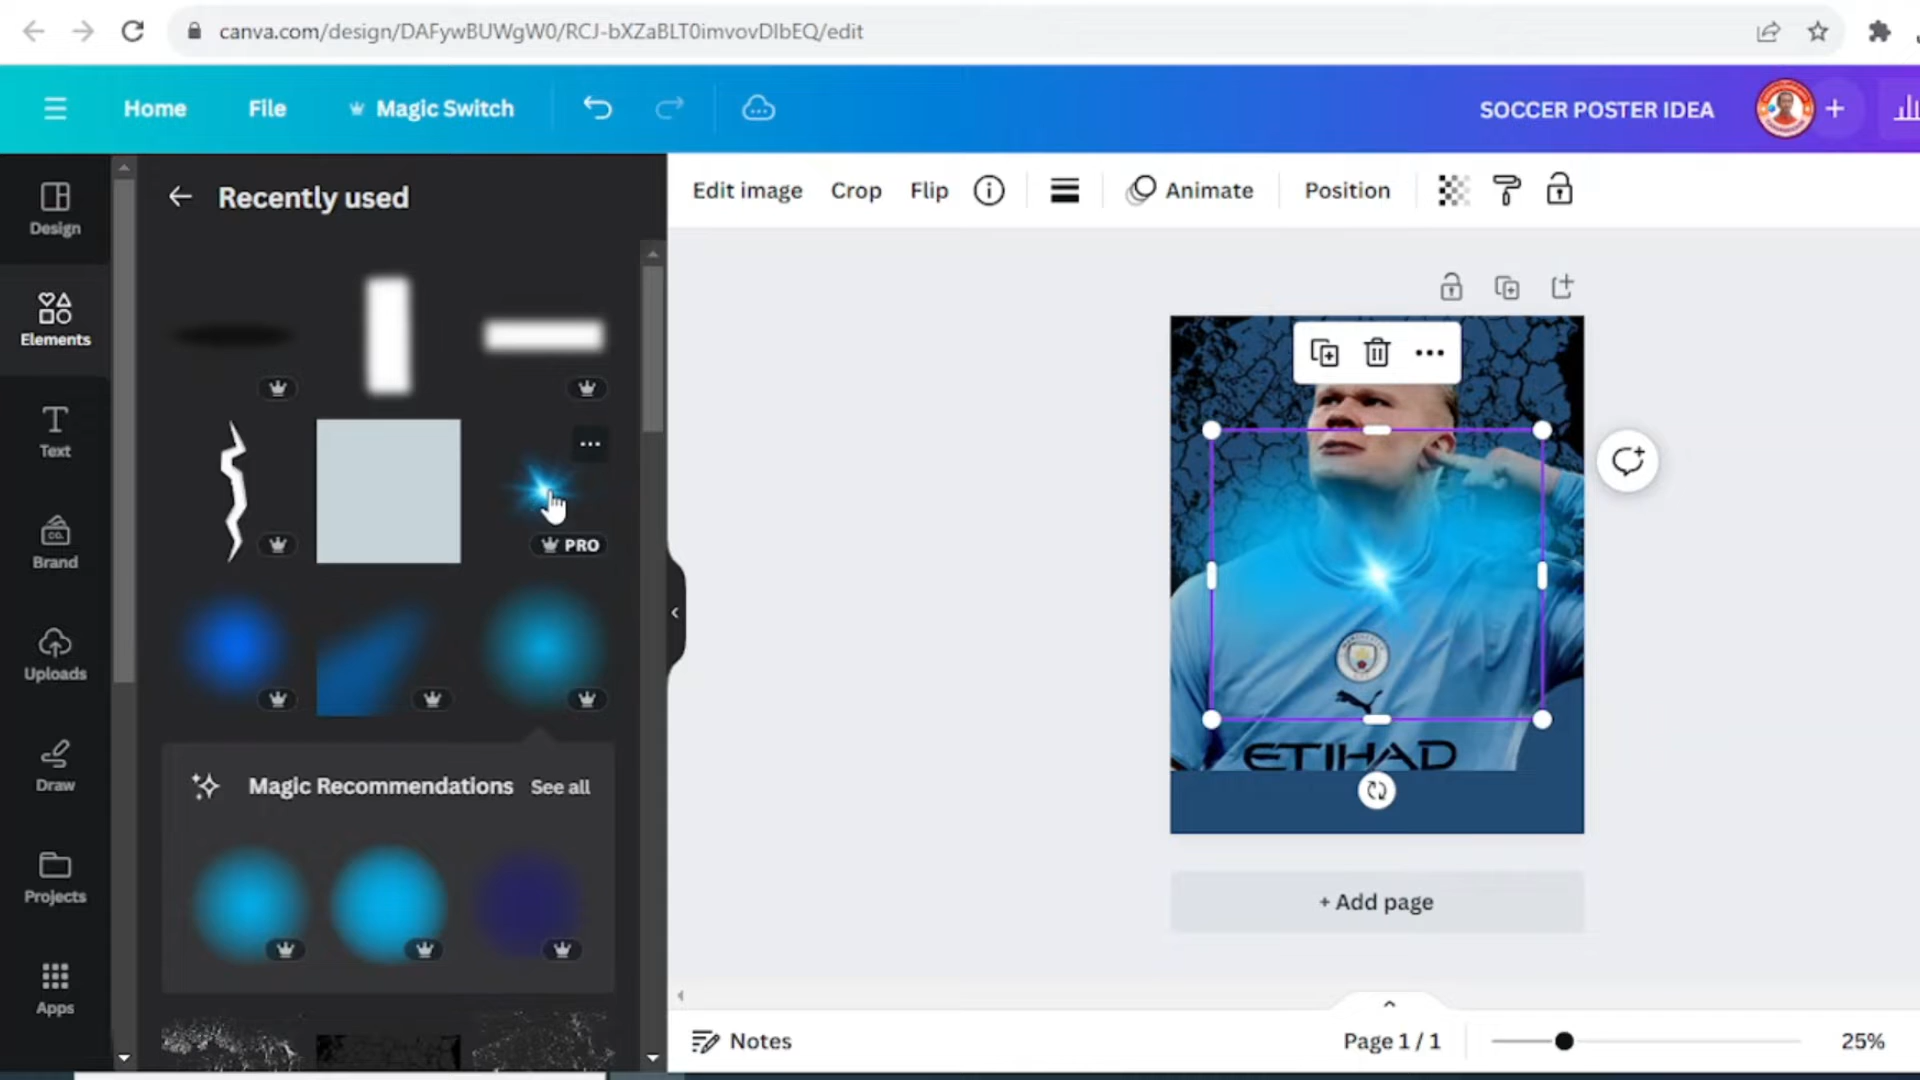 canva.com/design/DAFywBUWgW0/RCJ-bXZaBLT0imvovDIbEQ/edit
Home File Magic Switch SOCCER POSTER IDEA
Design
Elements
Text
Brand
Uploads
Draw
Projects
Apps
Recently used
PRO
Magic Recommendations See all
Edit image Crop Flip Animate Position
ETIHAD
+ Add page
Notes Page 1 / 1 25%